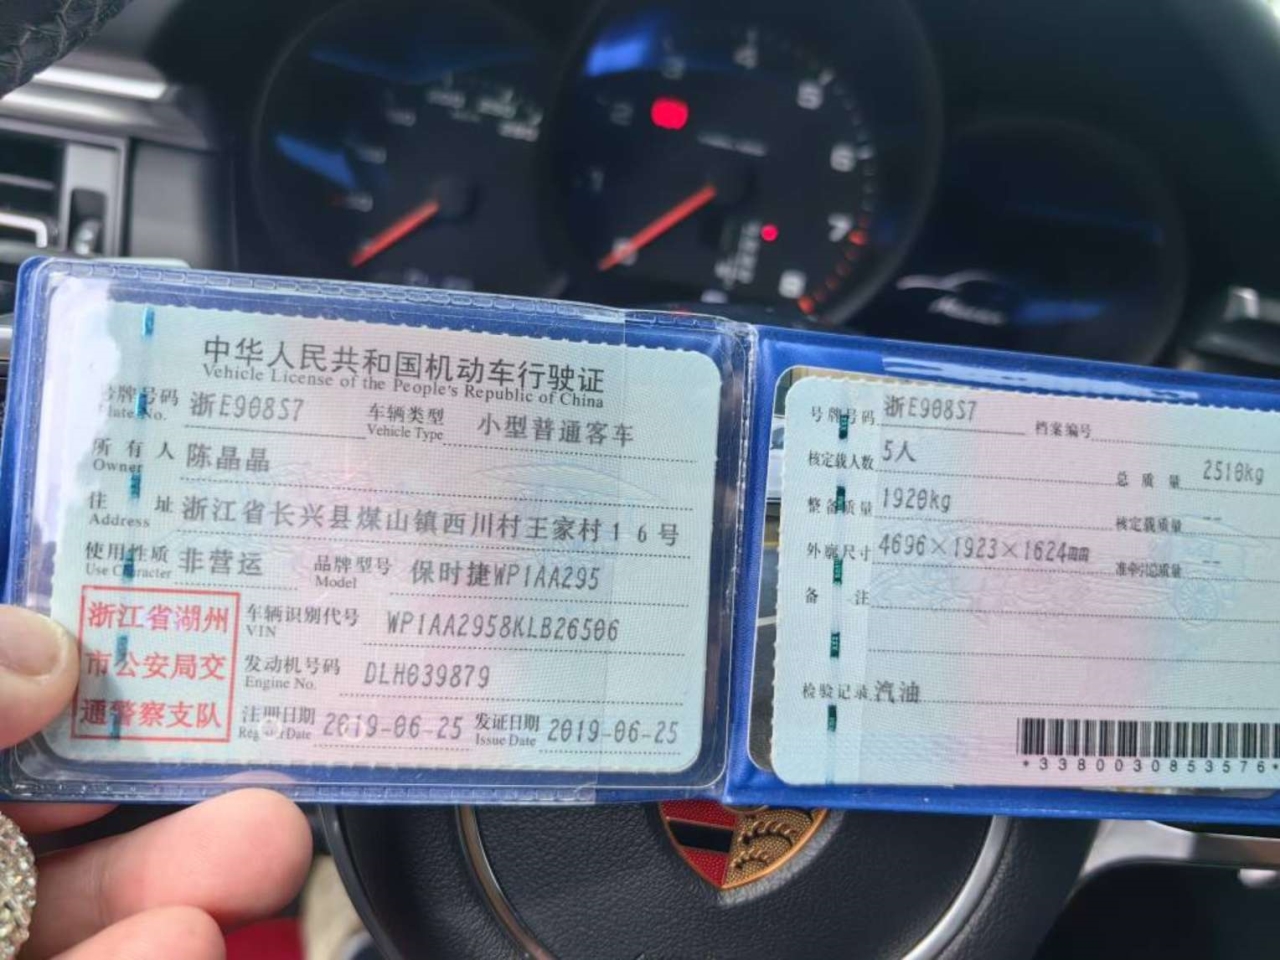 中华人民共和国机动车行驶证
Vehicle License of the People's Republic of China
号牌号码 浙E908S7 车辆类型 小型普通客车
Plate No. Vehicle Type
所有人 陈晶晶
Owner
住址 浙江省长兴县煤山镇西川村王家村16号
Address
使用性质 非营运 品牌型号 保时捷WP1AA295
Use Character Model
浙江省湖州
市公安局交
通警察支队
车辆识别代号 WP1AA2958KLB26506
VIN
发动机号码 DLH039879
Engine No.
注册日期 2019-06-25 发证日期 2019-06-25
Register Date Issue Date
号牌号码 浙E908S7 档案编号
核定载人数 5人 总质量 2510kg
整备质量 1920kg 核定载质量 --
外廓尺寸 4696×1923×1624mm 准牵引总质量 --
备注
检验记录 汽油
*3380030853576*
4
5
6
7
8